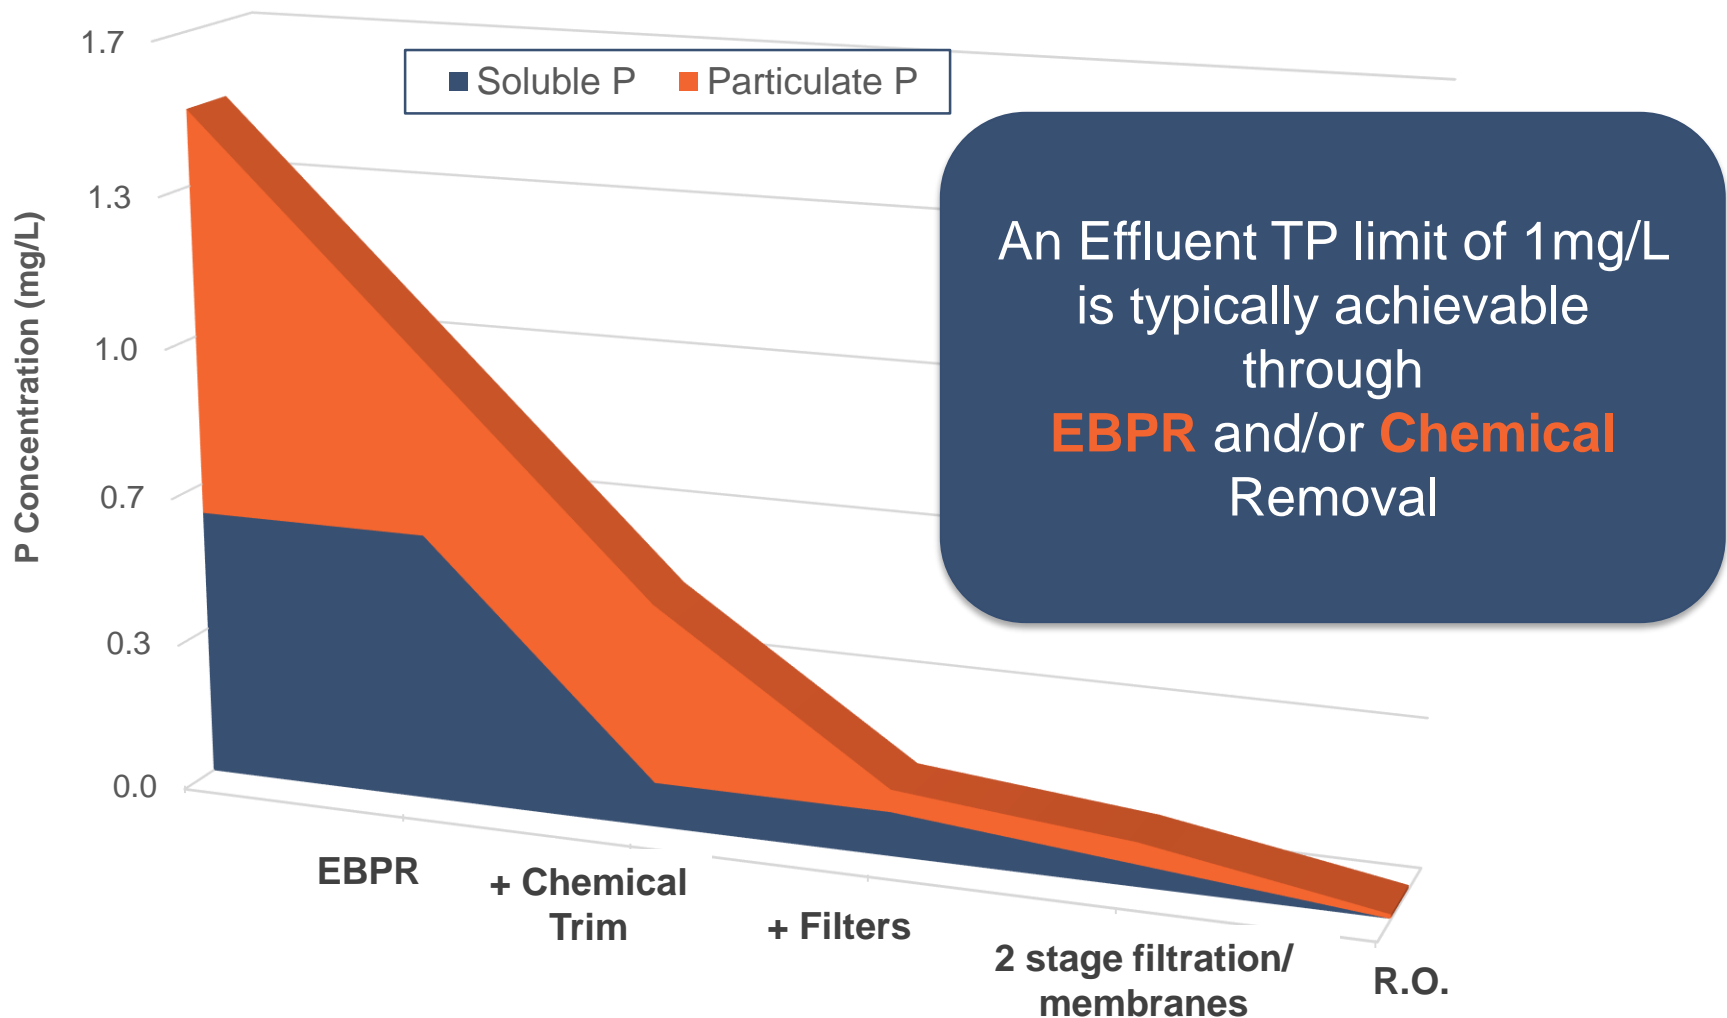 1.7
Soluble P
Particulate P
1.3
1.0
0.7
0.3
0.0
P Concentration (mg/L)
An Effluent TP limit of 1mg/L
is typically achievable
through
EBPR and/or Chemical
Removal
EBPR
+ Chemical
Trim
+ Filters
2 stage filtration/
membranes
R.O.